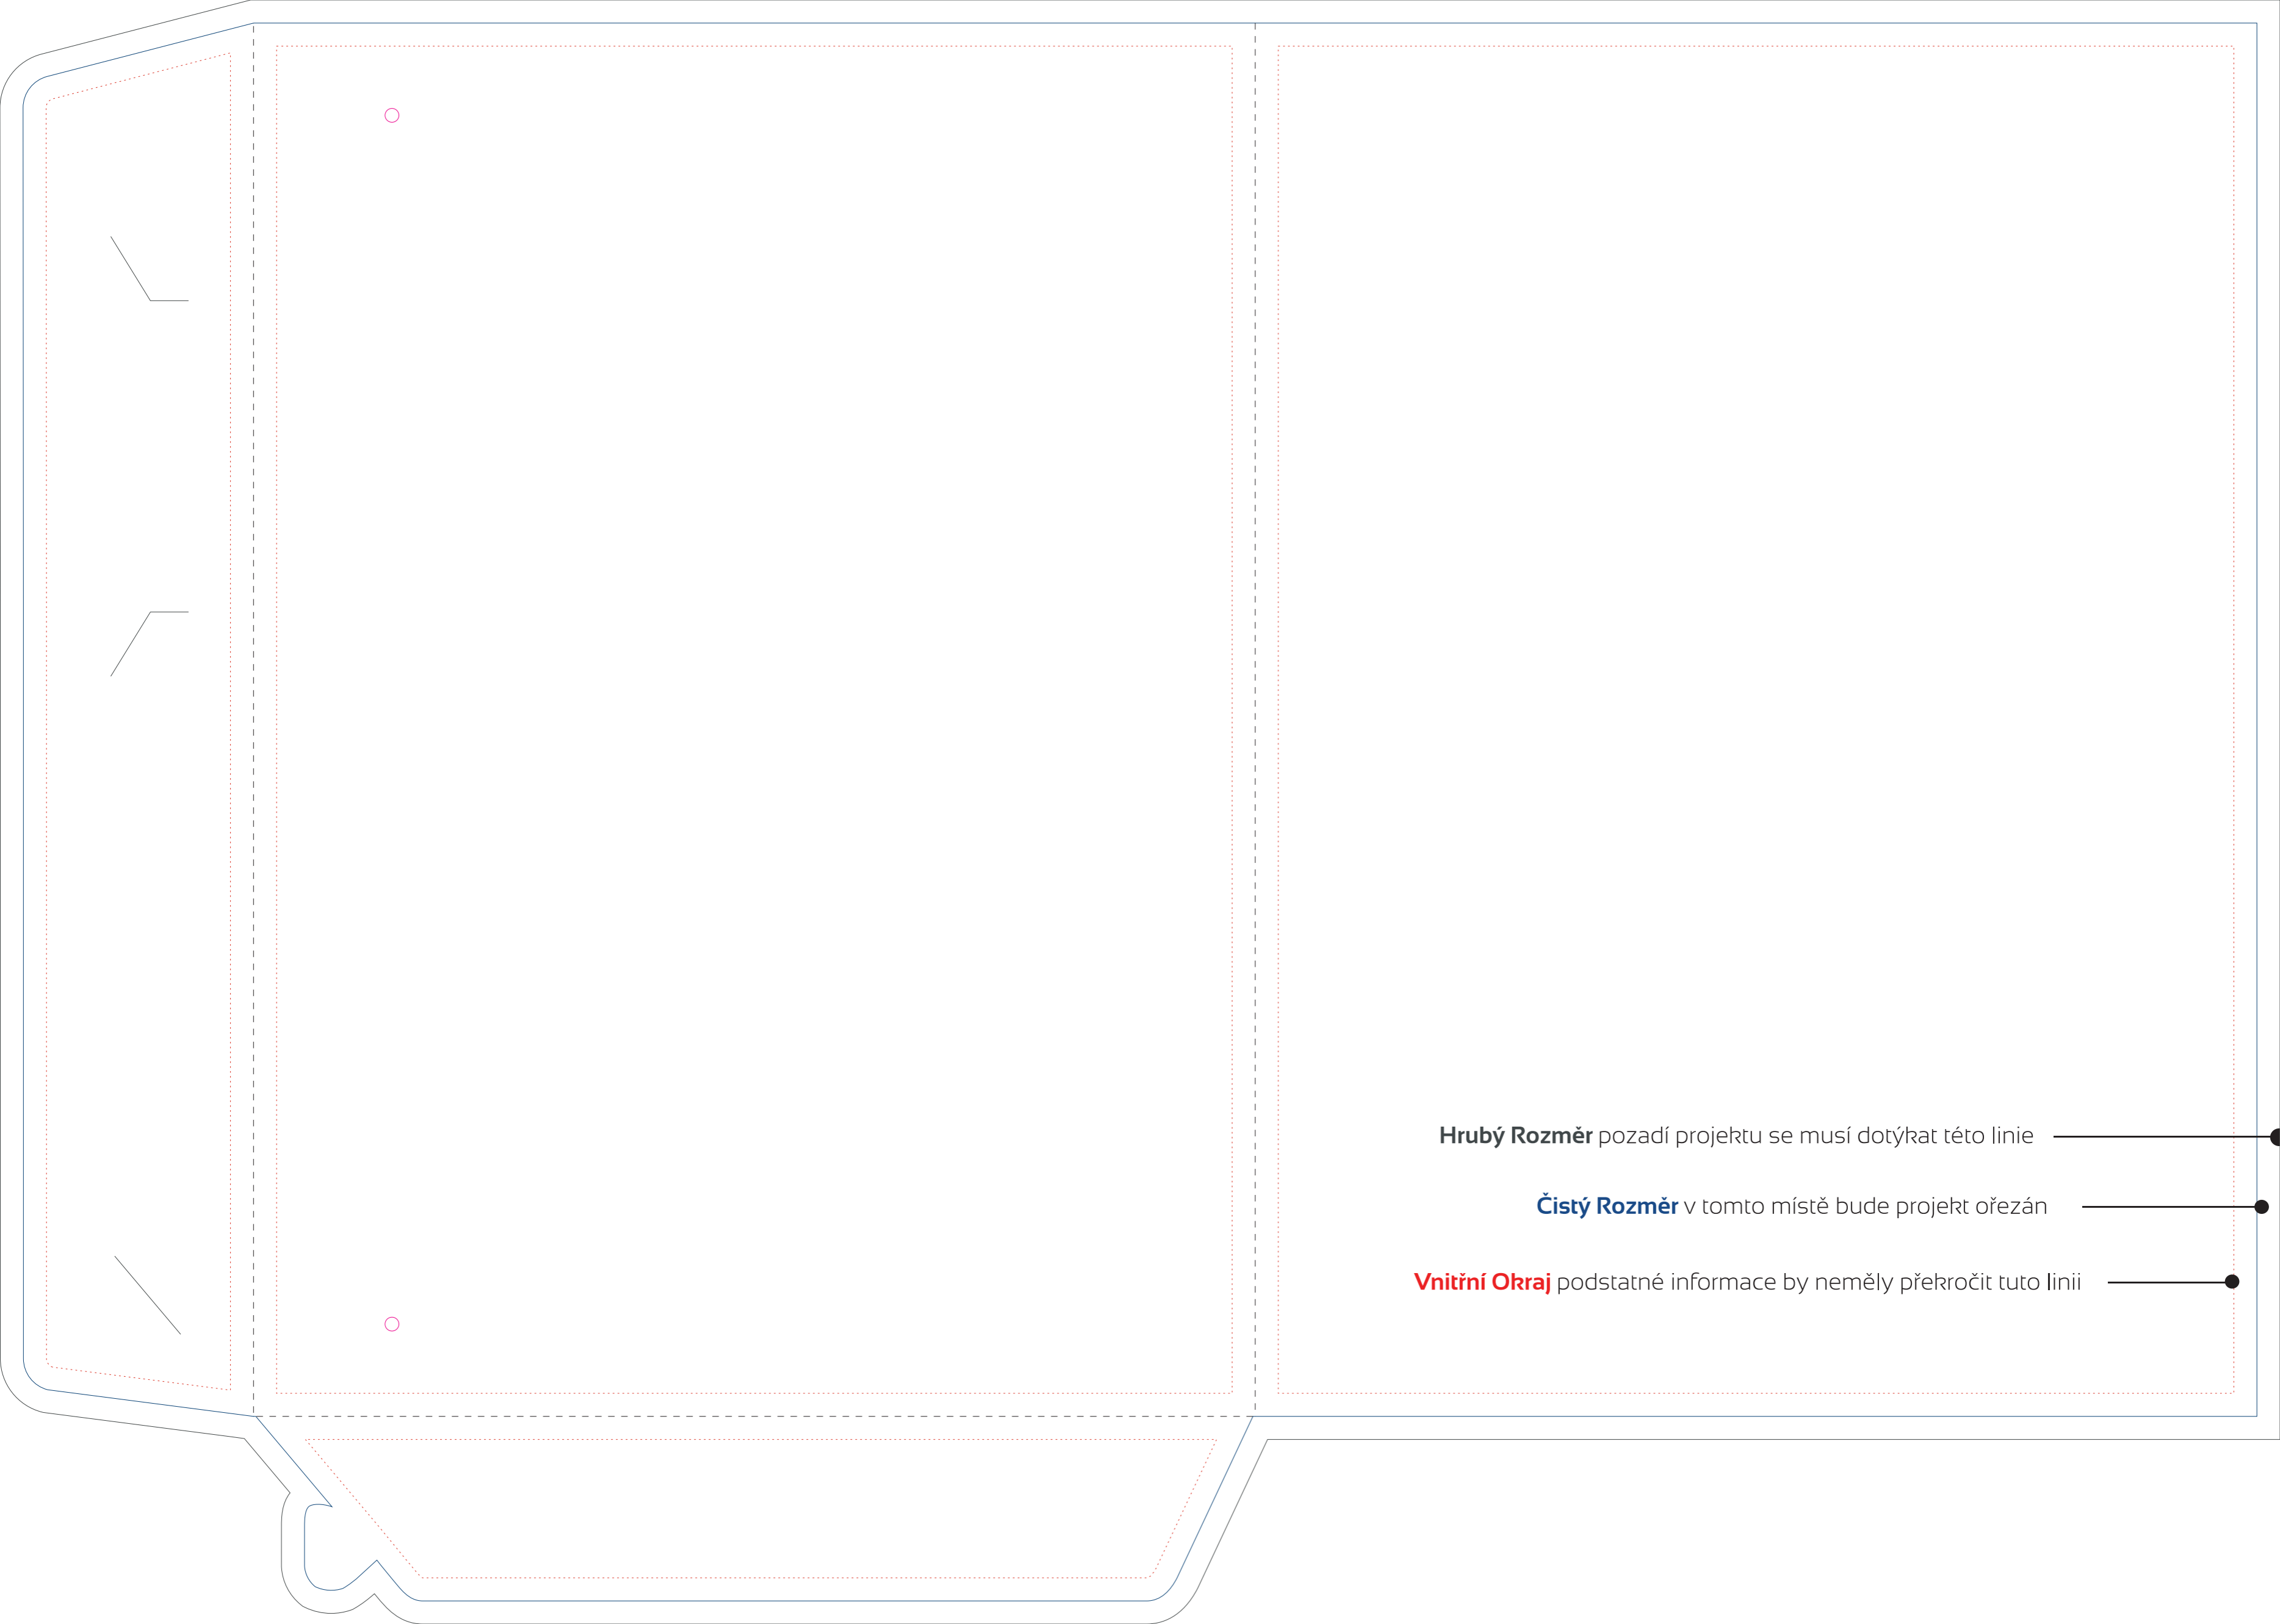 Hrubý Rozměr pozadí projektu se musí dotýkat této linie
Čistý Rozměr v tomto místě bude projekt ořezán
Vnitřní Okraj podstatné informace by neměly překročit tuto linii